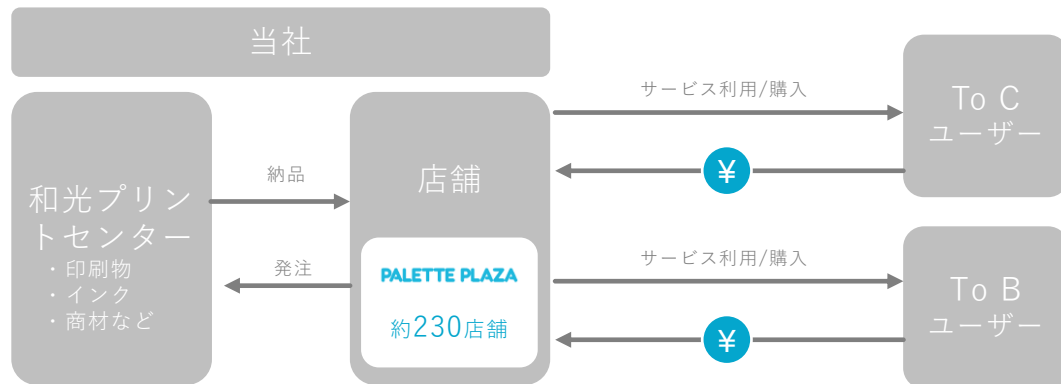 当社
和光プリン
トセンター
・印刷物
・インク
・商材など
納品
発注
店舗
PALETTE PLAZA
約230店舗
サービス利用/購入
¥
サービス利用/購入
¥
To C
ユーザー
To B
ユーザー